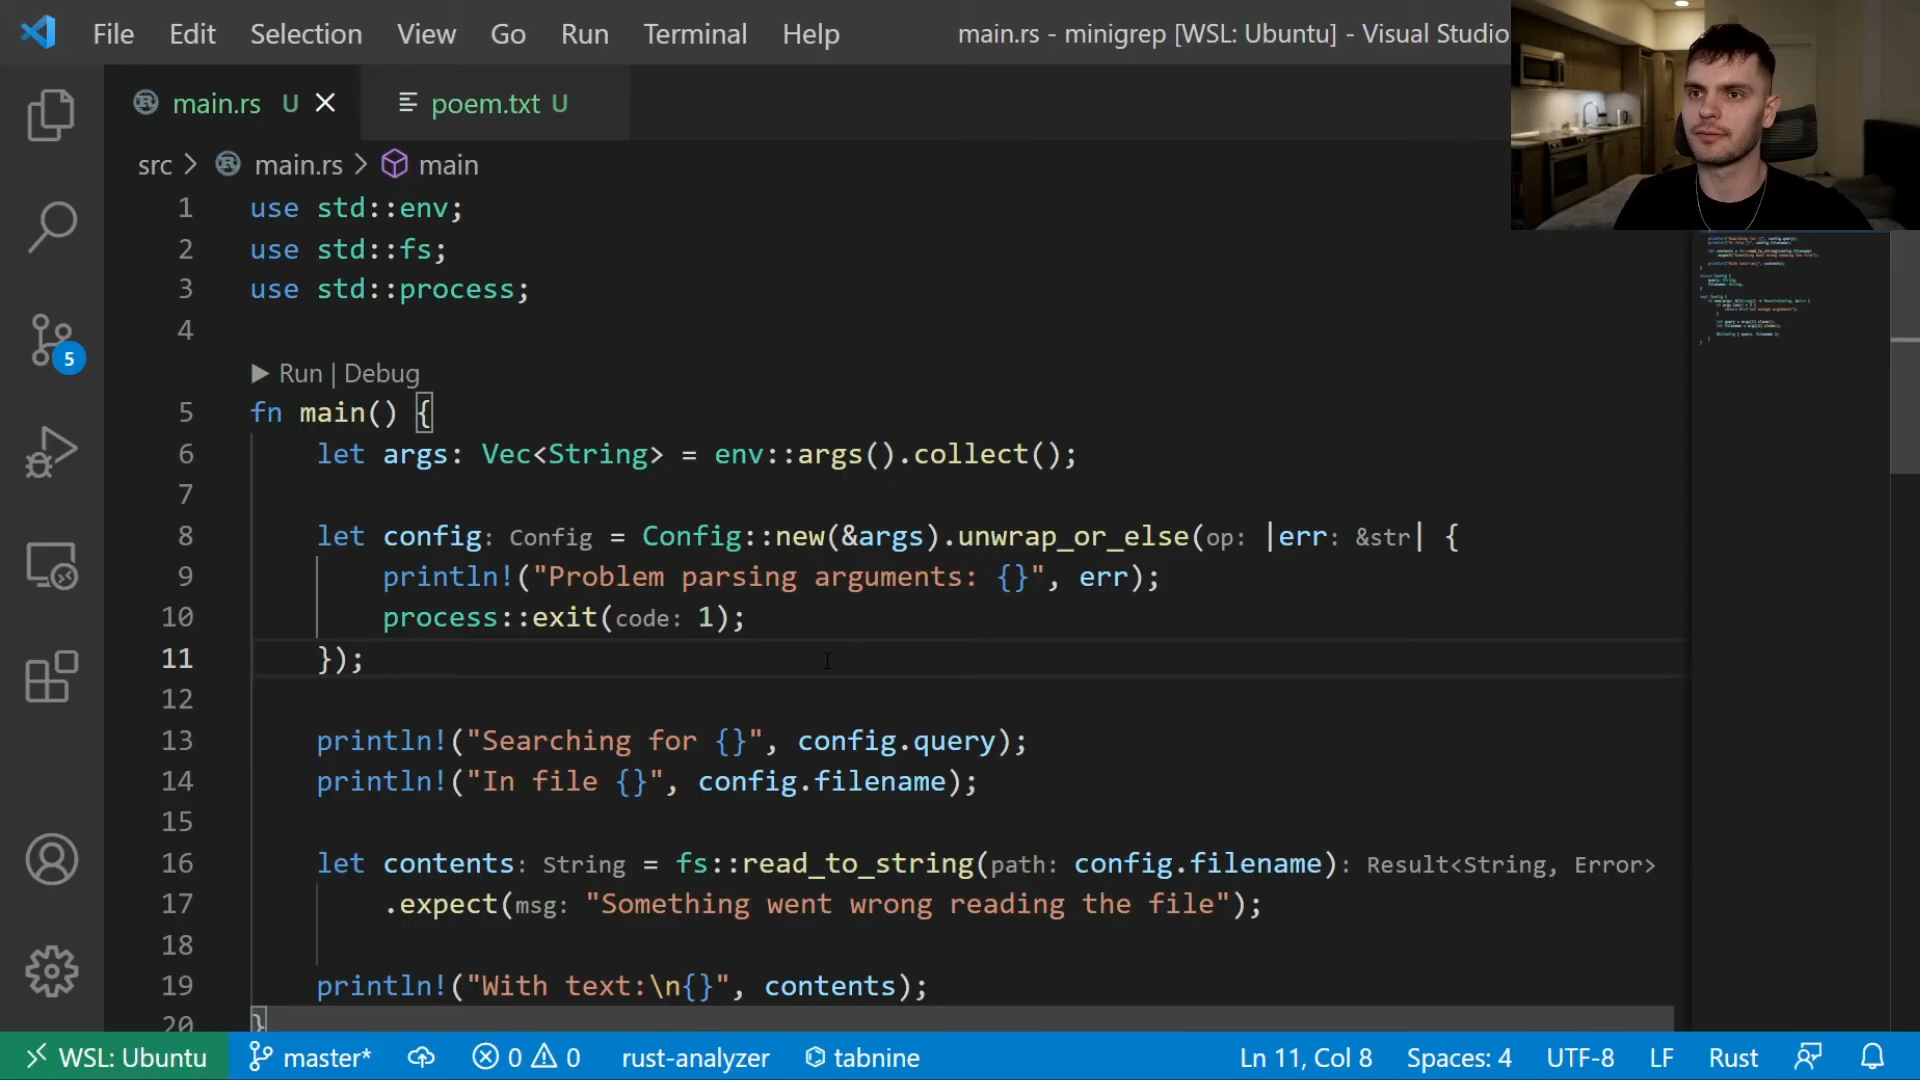 File Edit Selection View Go Run Terminal Help main.rs - minigrep [WSL: Ubuntu] - Visual Studio
main.rs U
poem.txt U
src > main.rs > main
1 use std::env;
2 use std::fs;
3 use std::process;
4
Run | Debug
5 fn main() {
6 let args: Vec<String> = env::args().collect();
7
8 let config: Config = Config::new(&args).unwrap_or_else(op: |err: &str| {
9 println!("Problem parsing arguments: {}", err);
10 process::exit(code: 1);
11 });
12
13 println!("Searching for {}", config.query);
14 println!("In file {}", config.filename);
15
16 let contents: String = fs::read_to_string(path: config.filename): Result<String, Error>
17 .expect(msg: "Something went wrong reading the file");
18
19 println!("With text:\n{}", contents);
20 }
5
WSL: Ubuntu master* 0 0 rust-analyzer tabnine Ln 11, Col 8 Spaces: 4 UTF-8 LF Rust